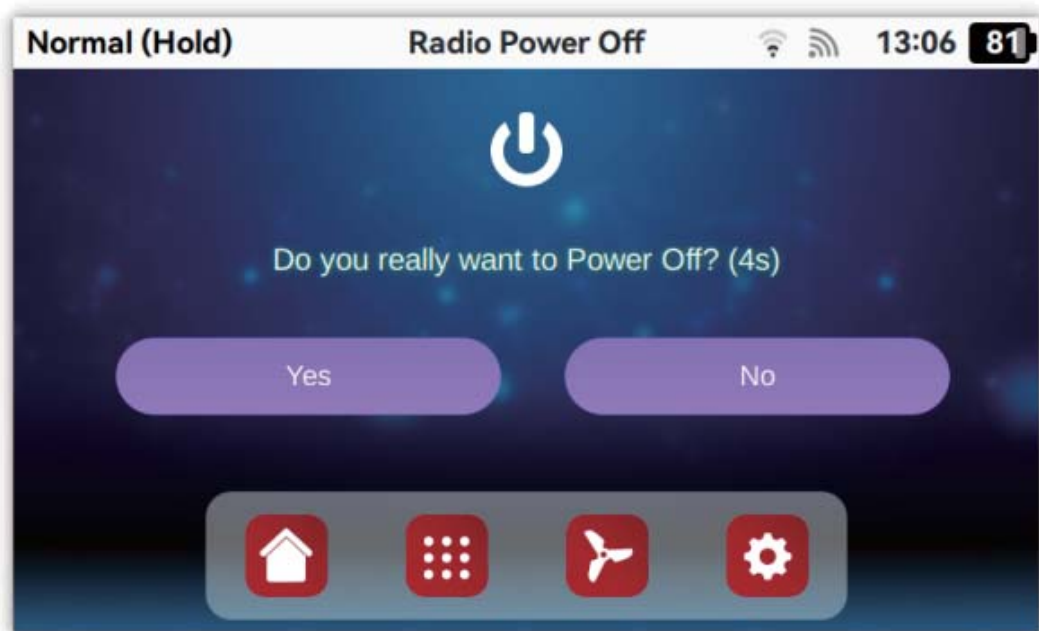 Normal (Hold) Radio Power Off 13:06 81
Do you really want to Power Off? (4s)
Yes No